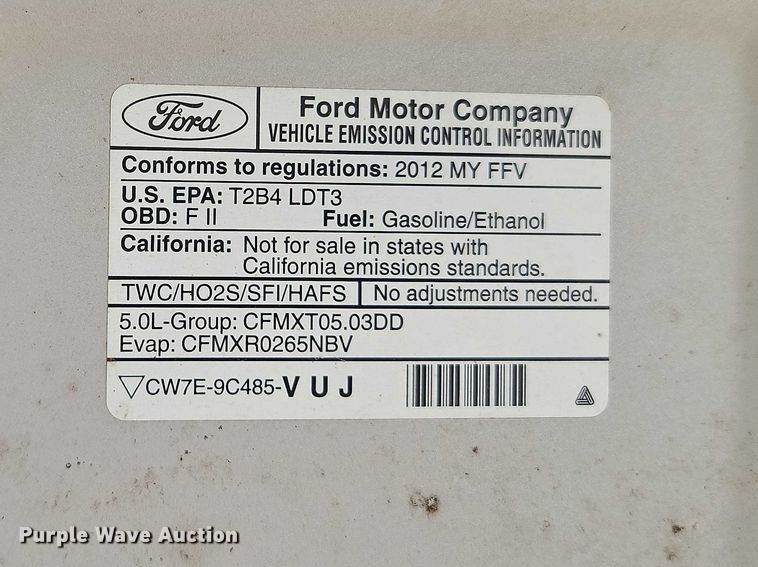 Ford
Ford Motor Company
VEHICLE EMISSION CONTROL INFORMATION
Conforms to regulations: 2012 MY FFV
U.S. EPA: T2B4 LDT3
OBD: F II Fuel: Gasoline/Ethanol
California: Not for sale in states with
California emissions standards.
TWC/HO2S/SFI/HAFS No adjustments needed.
5.0L-Group: CFMXT05.03DD
Evap: CFMXR0265NBV
CW7E-9C485-V U J
Purple Wave Auction